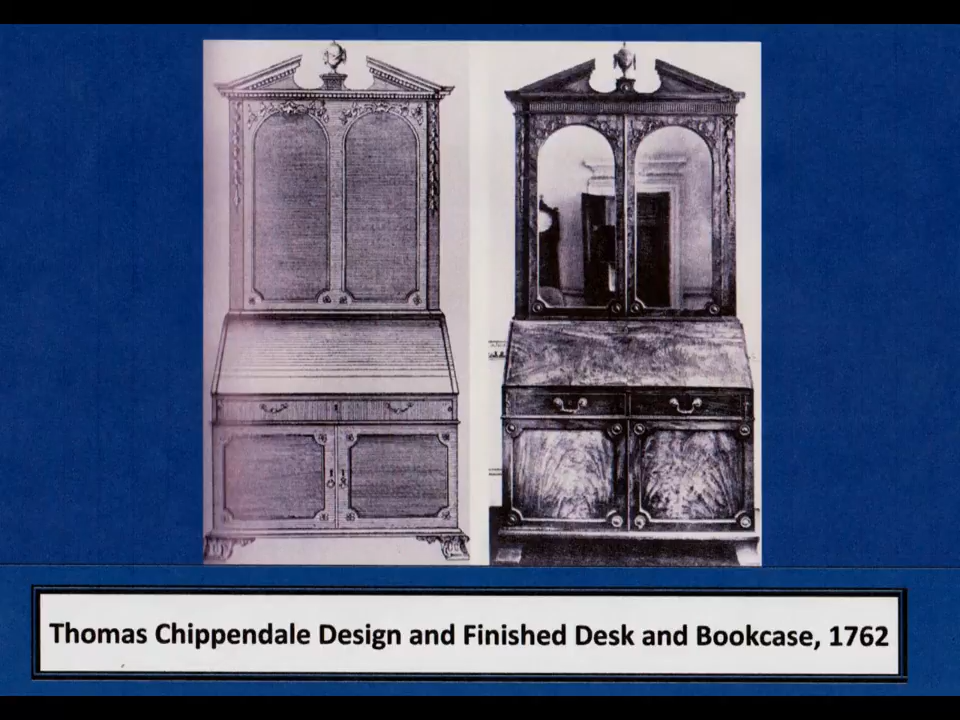 Thomas Chippendale Design and Finished Desk and Bookcase, 1762